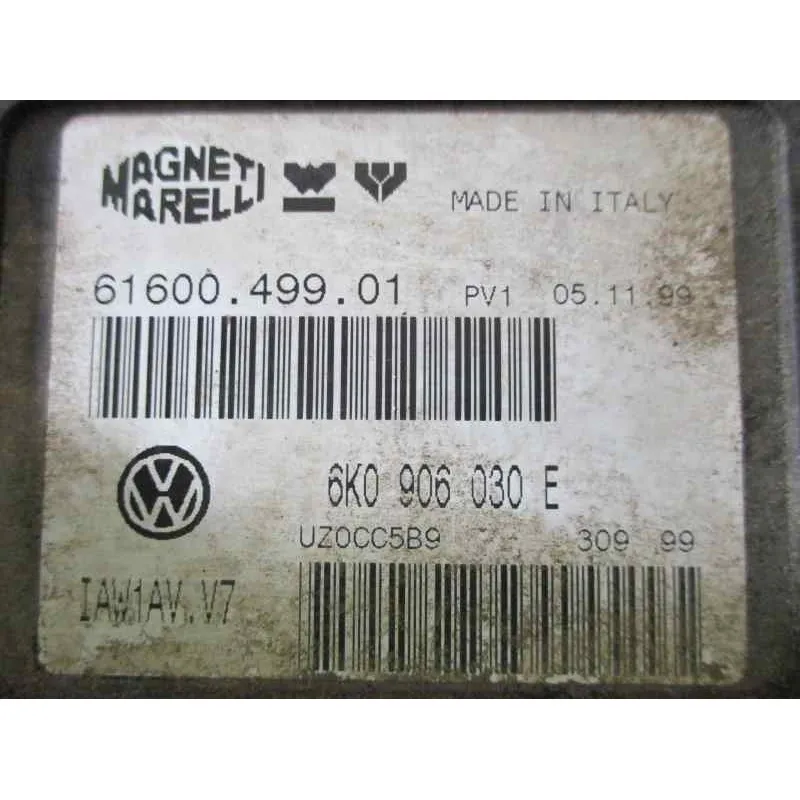 MAGNETI
MARELLI
MADE IN ITALY
61600.499.01 PV1 05.11.99
6K0 906 030 E
UZ0CC5B9 309 99
IAW1AV.V7